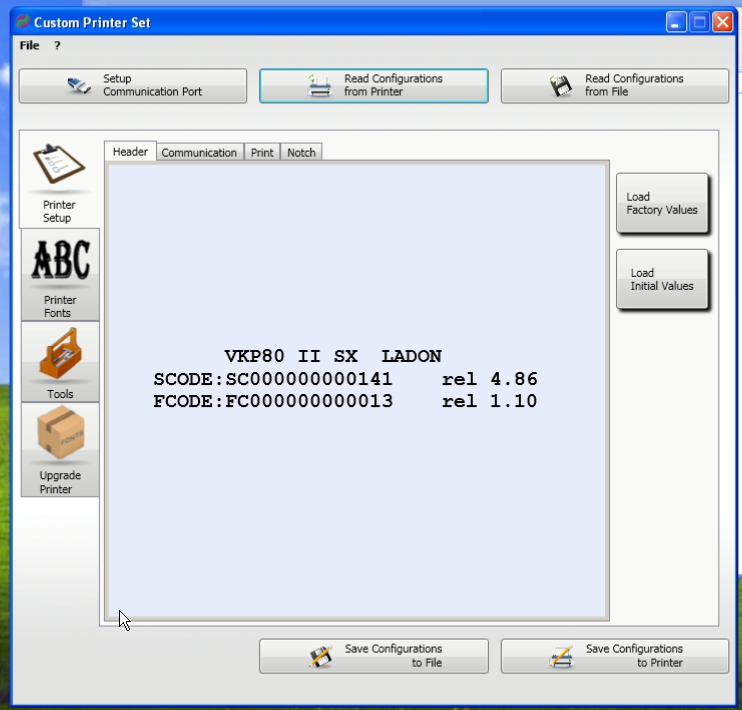 Custom Printer Set
File ?
Setup
Communication Port
Read Configurations
from Printer
Read Configurations
from File
Printer
Setup
ABC
Printer
Fonts
Tools
FONTS
Upgrade
Printer
Header Communication Print Notch
VKP80 II SX LADON
SCODE:SC000000000141 rel 4.86
FCODE:FC000000000013 rel 1.10
Load
Factory Values
Load
Initial Values
Save Configurations
to File
Save Configurations
to Printer